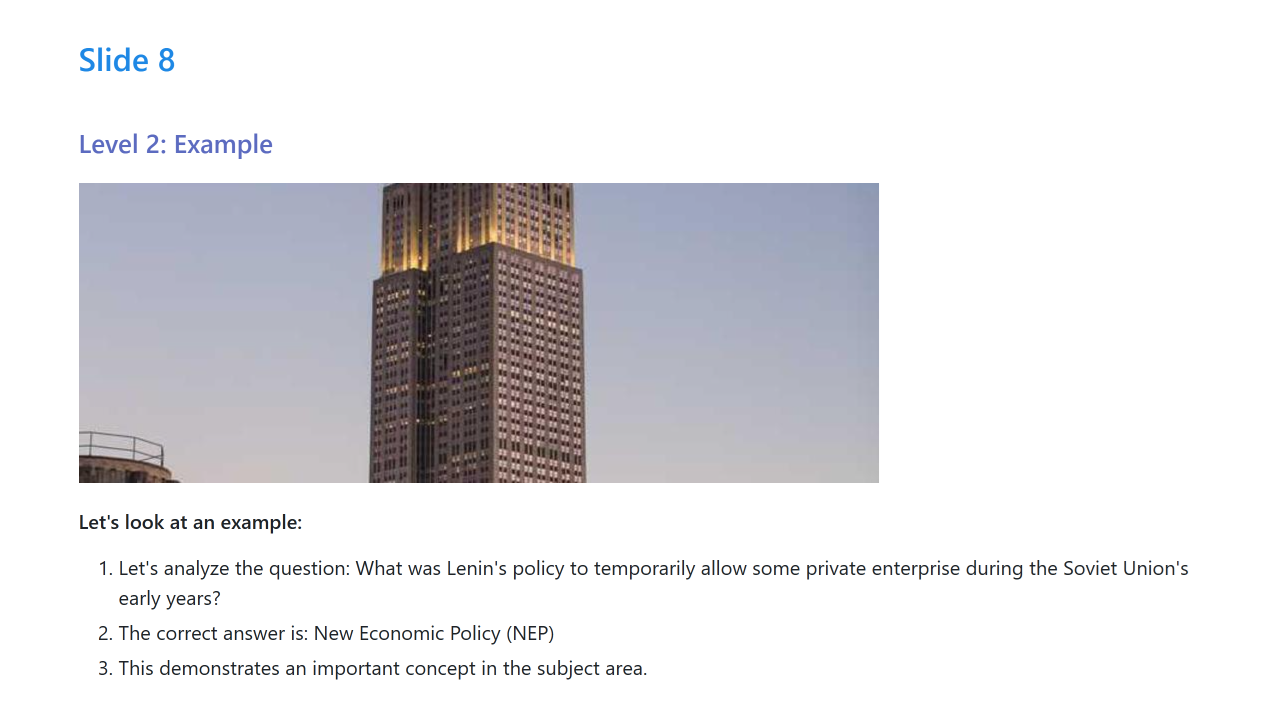 Slide 8
Level 2: Example
Let's look at an example:
1. Let's analyze the question: What was Lenin's policy to temporarily allow some private enterprise during the Soviet Union's
early years?
2. The correct answer is: New Economic Policy (NEP)
3. This demonstrates an important concept in the subject area.